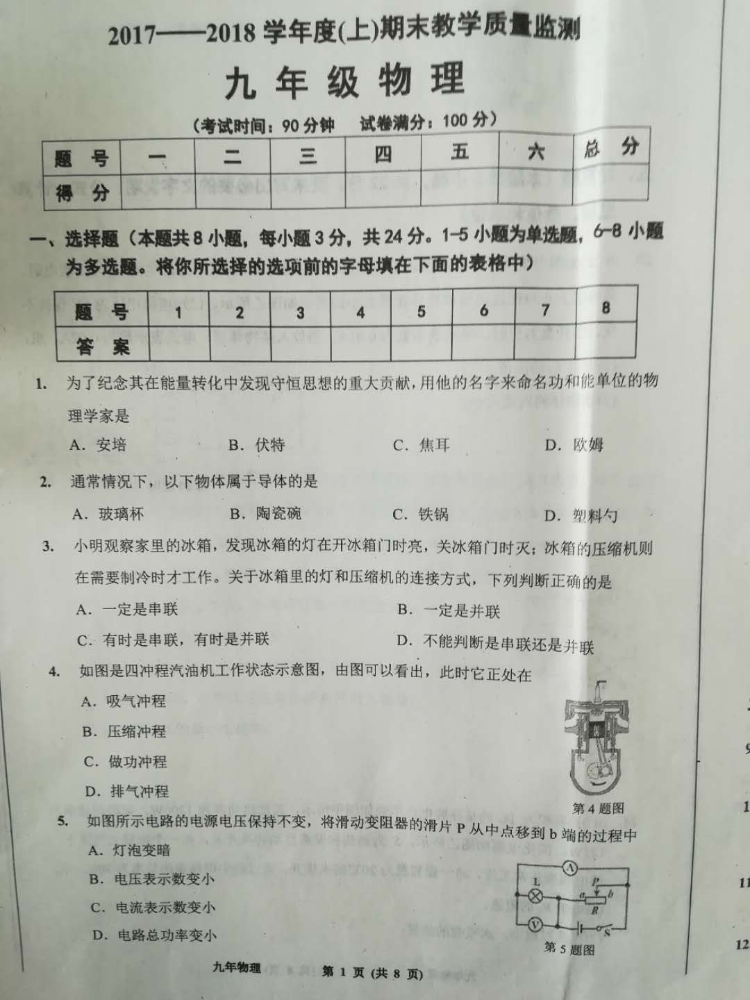 2017——2018 学年度(上)期末教学质量监测
九年级物理
(考试时间：90 分钟 试卷满分：100 分)
题 号 一 二 三 四 五 六 总 分
得 分
一、选择题（本题共 8 小题，每小题 3 分，共 24 分。1-5 小题为单选题，6-8 小题
为多选题。将你所选择的选项前的字母填在下面的表格中）
题 号 1 2 3 4 5 6 7 8
答 案
1. 为了纪念其在能量转化中发现守恒思想的重大贡献，用他的名字来命名功和能单位的物
理学家是
A．安培 B．伏特 C．焦耳 D．欧姆
2. 通常情况下，以下物体属于导体的是
A．玻璃杯 B．陶瓷碗 C．铁锅 D．塑料勺
3. 小明观察家里的冰箱，发现冰箱的灯在开冰箱门时亮，关冰箱门时灭；冰箱的压缩机则
在需要制冷时才工作。关于冰箱里的灯和压缩机的连接方式，下列判断正确的是
A．一定是串联 B．一定是并联
C．有时是串联，有时是并联 D．不能判断是串联还是并联
4. 如图是四冲程汽油机工作状态示意图，由图可以看出，此时它正处在
A．吸气冲程
B．压缩冲程
C．做功冲程
D．排气冲程
第 4 题图
5. 如图所示电路的电源电压保持不变，将滑动变阻器的滑片 P 从中点移到 b 端的过程中
A．灯泡变暗
B．电压表示数变小
C．电流表示数变小
D．电路总功率变小
A
L P
a b
R
V S
第 5 题图
九年物理 第 1 页 (共 8 页)
11
12